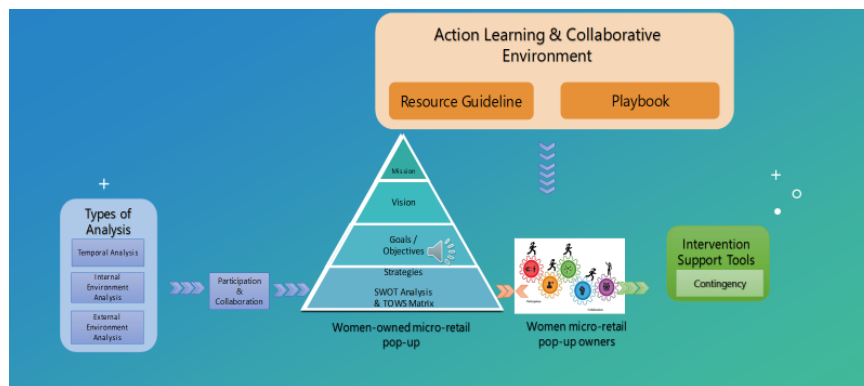 Action Learning & Collaborative
Environment
Resource Guideline
Playbook
Types of
Analysis
Temporal Analysis
Internal
Environment
Analysis
External
Environment
Analysis
Participation
&
Collaboration
Mission
Vision
Goals /
Objectives
Strategies
SWOT Analysis
& TOWS Matrix
Women-owned micro-retail
pop-up
Women micro-retail
pop-up owners
Intervention
Support Tools
Contingency